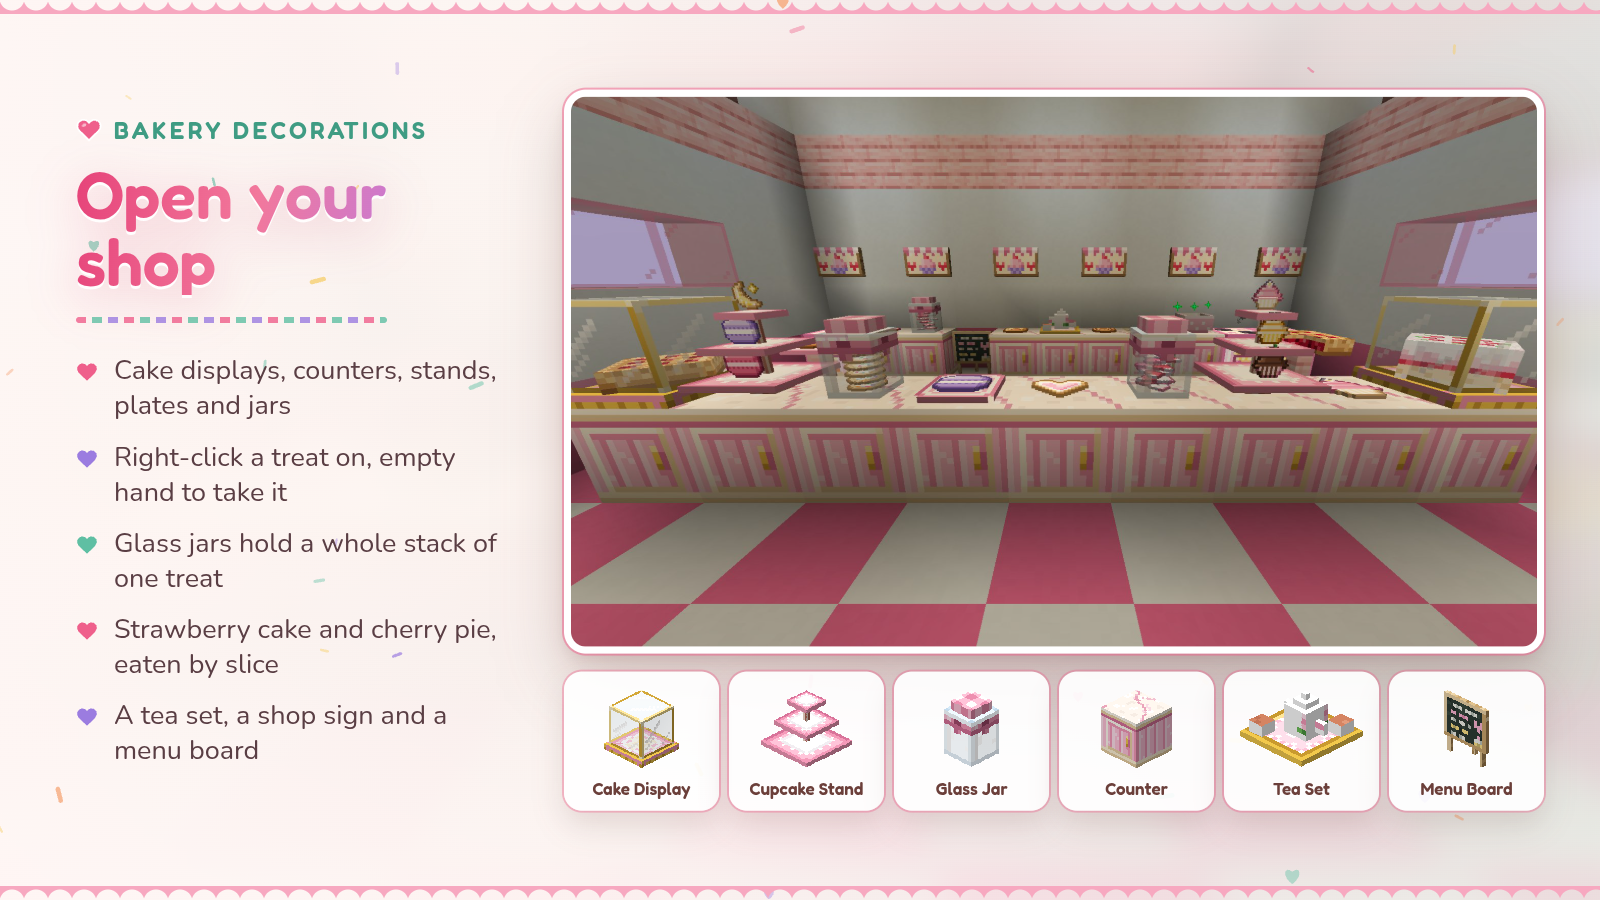 BAKERY DECORATIONS
Open your
shop
Cake displays, counters, stands,
plates and jars
Right-click a treat on, empty
hand to take it
Glass jars hold a whole stack of
one treat
Strawberry cake and cherry pie,
eaten by slice
A tea set, a shop sign and a
menu board
Cake Display
Cupcake Stand
Glass Jar
Counter
Tea Set
Menu Board